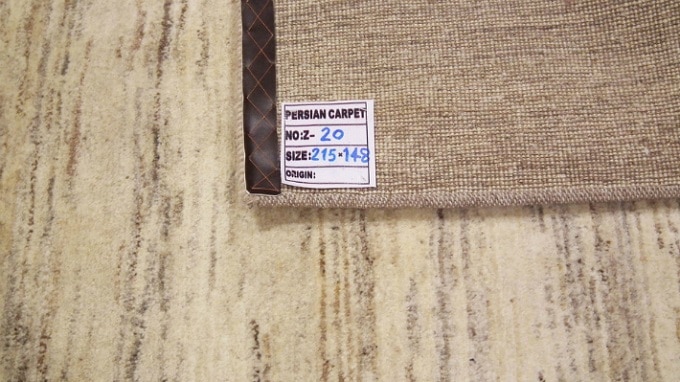 PERSIAN CARPET
NO:Z- 20
SIZE:215*148
ORIGIN: